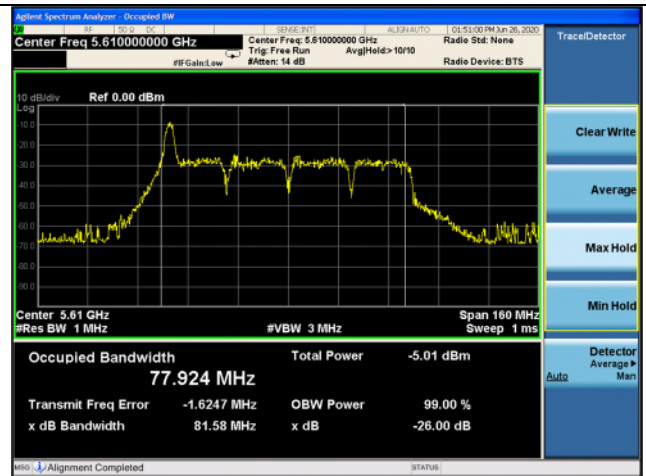 Agilent Spectrum Analyzer - Occupied BW
RF 50 Ω DC SENSE:INT ALIGN AUTO 01:51:00 PM Jun 26, 2020
Center Freq 5.610000000 GHz Center Freq: 5.610000000 GHz Radio Std: None
Trig: Free Run Avg|Hold:> 10/10
#IFGain:Low #Atten: 14 dB Radio Device: BTS
Trace/Detector
10 dB/div Ref 0.00 dBm
Log
-10.0
-20.0
-30.0
-40.0
-50.0
-60.0
-70.0
-80.0
-90.0
Center 5.61 GHz Span 160 MHz
#Res BW 1 MHz #VBW 3 MHz Sweep 1 ms
Occupied Bandwidth Total Power -5.01 dBm
77.924 MHz
Transmit Freq Error -1.6247 MHz OBW Power 99.00 %
x dB Bandwidth 81.58 MHz x dB -26.00 dB
Clear Write
Average
Max Hold
Min Hold
Detector
Average▶
Auto Man
MSG Alignment Completed STATUS